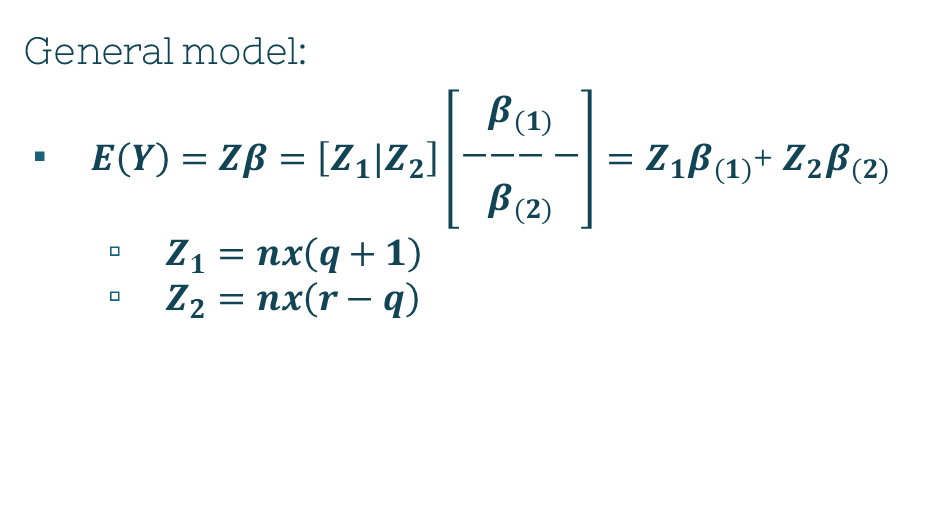 General model:
▪ E(Y) = Zβ = [Z₁|Z₂] [β₍₁₎ ---- β₍₂₎] = Z₁β₍₁₎+ Z₂β₍₂₎
▫ Z₁ = nx(q + 1)
▫ Z₂ = nx(r − q)